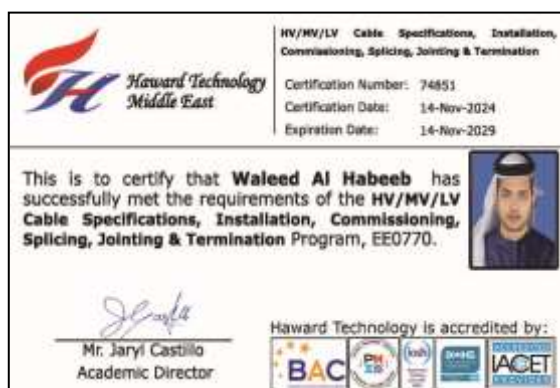 HV/MV/LV Cable Specifications, Installation,
Commissioning, Splicing, Jointing & Termination
Haward Technology
Middle East
Certification Number: 74851
Certification Date: 14-Nov-2024
Expiration Date: 14-Nov-2029
This is to certify that Waleed Al Habeeb has
successfully met the requirements of the HV/MV/LV
Cable Specifications, Installation, Commissioning,
Splicing, Jointing & Termination Program, EE0770.
Mr. Jaryl Castillo
Academic Director
Haward Technology is accredited by:
BAC
IACET